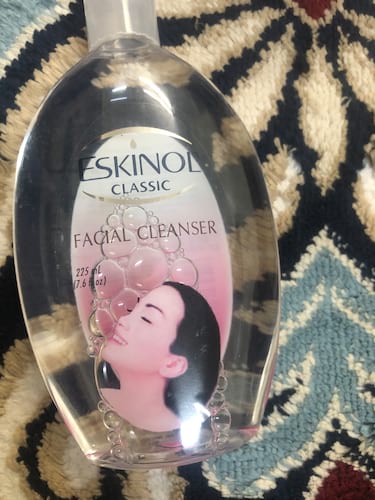 ESKINOL
CLASSIC
FACIAL CLEANSER
225 mL
(7.6 fl oz)